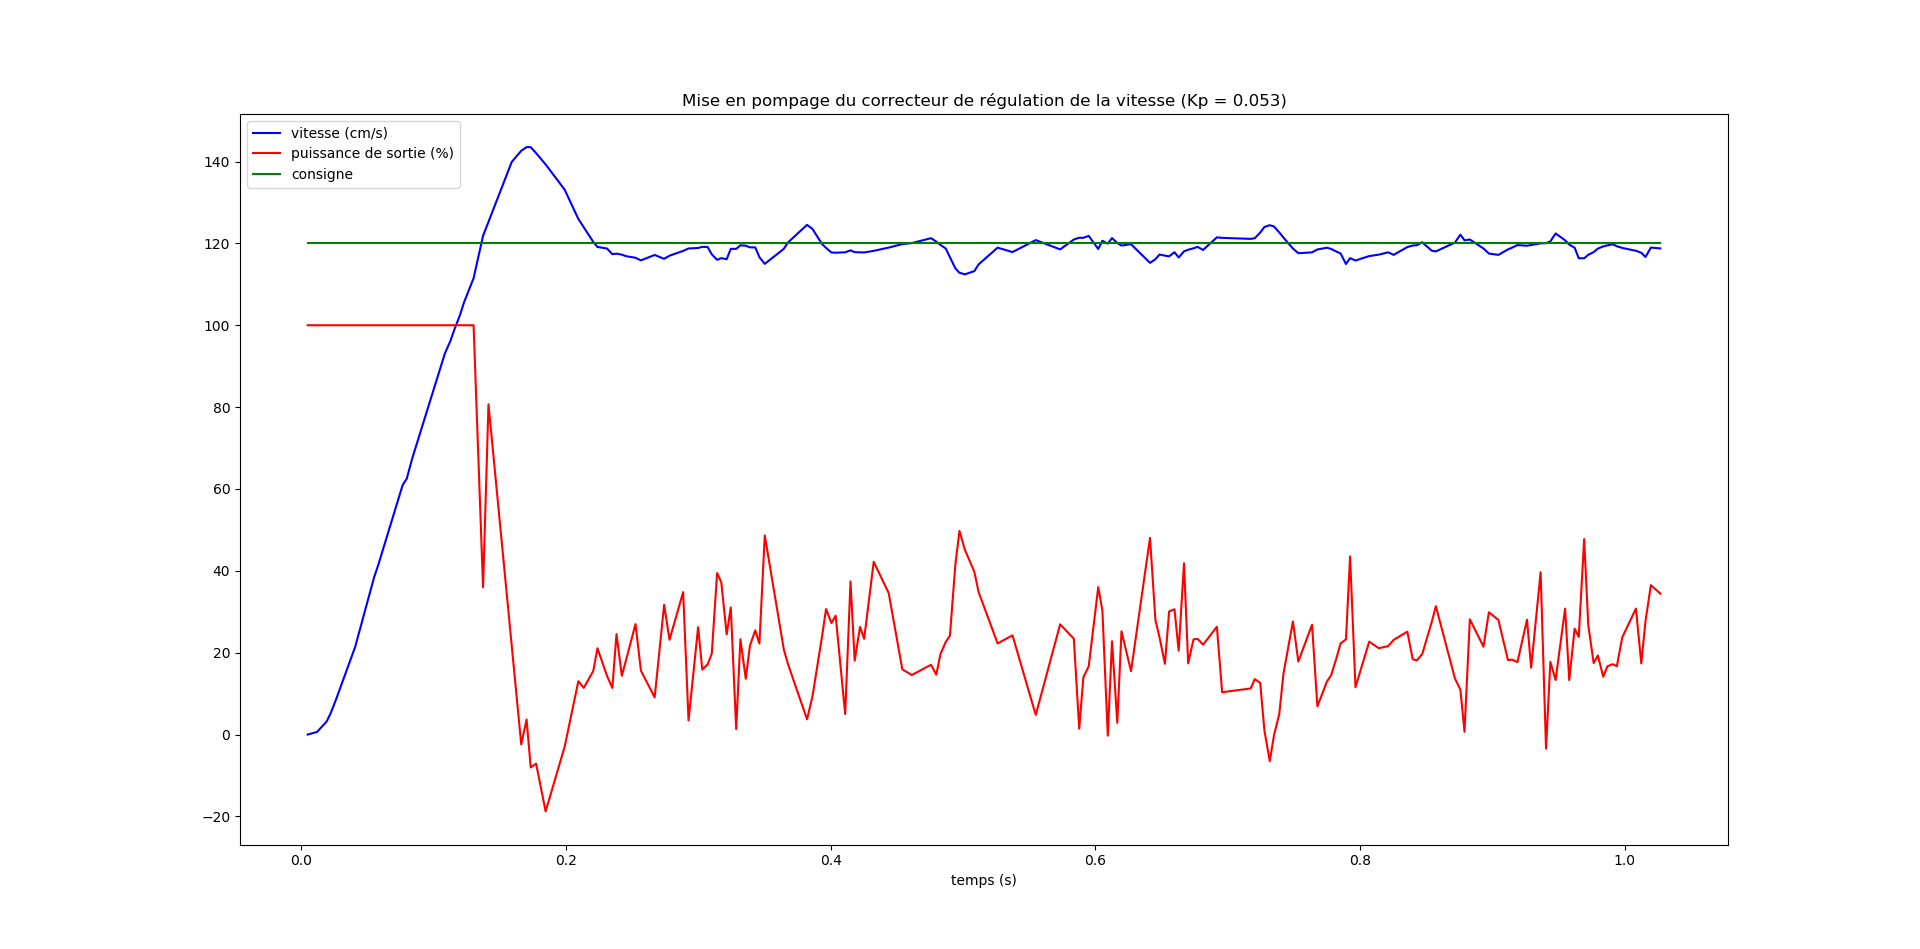 Mise en pompage du correcteur de régulation de la vitesse (Kp = 0.053)
vitesse (cm/s)
puissance de sortie (%)
consigne
140
120
100
80
60
40
20
0
−20
0.0 0.2 0.4 0.6 0.8 1.0
temps (s)